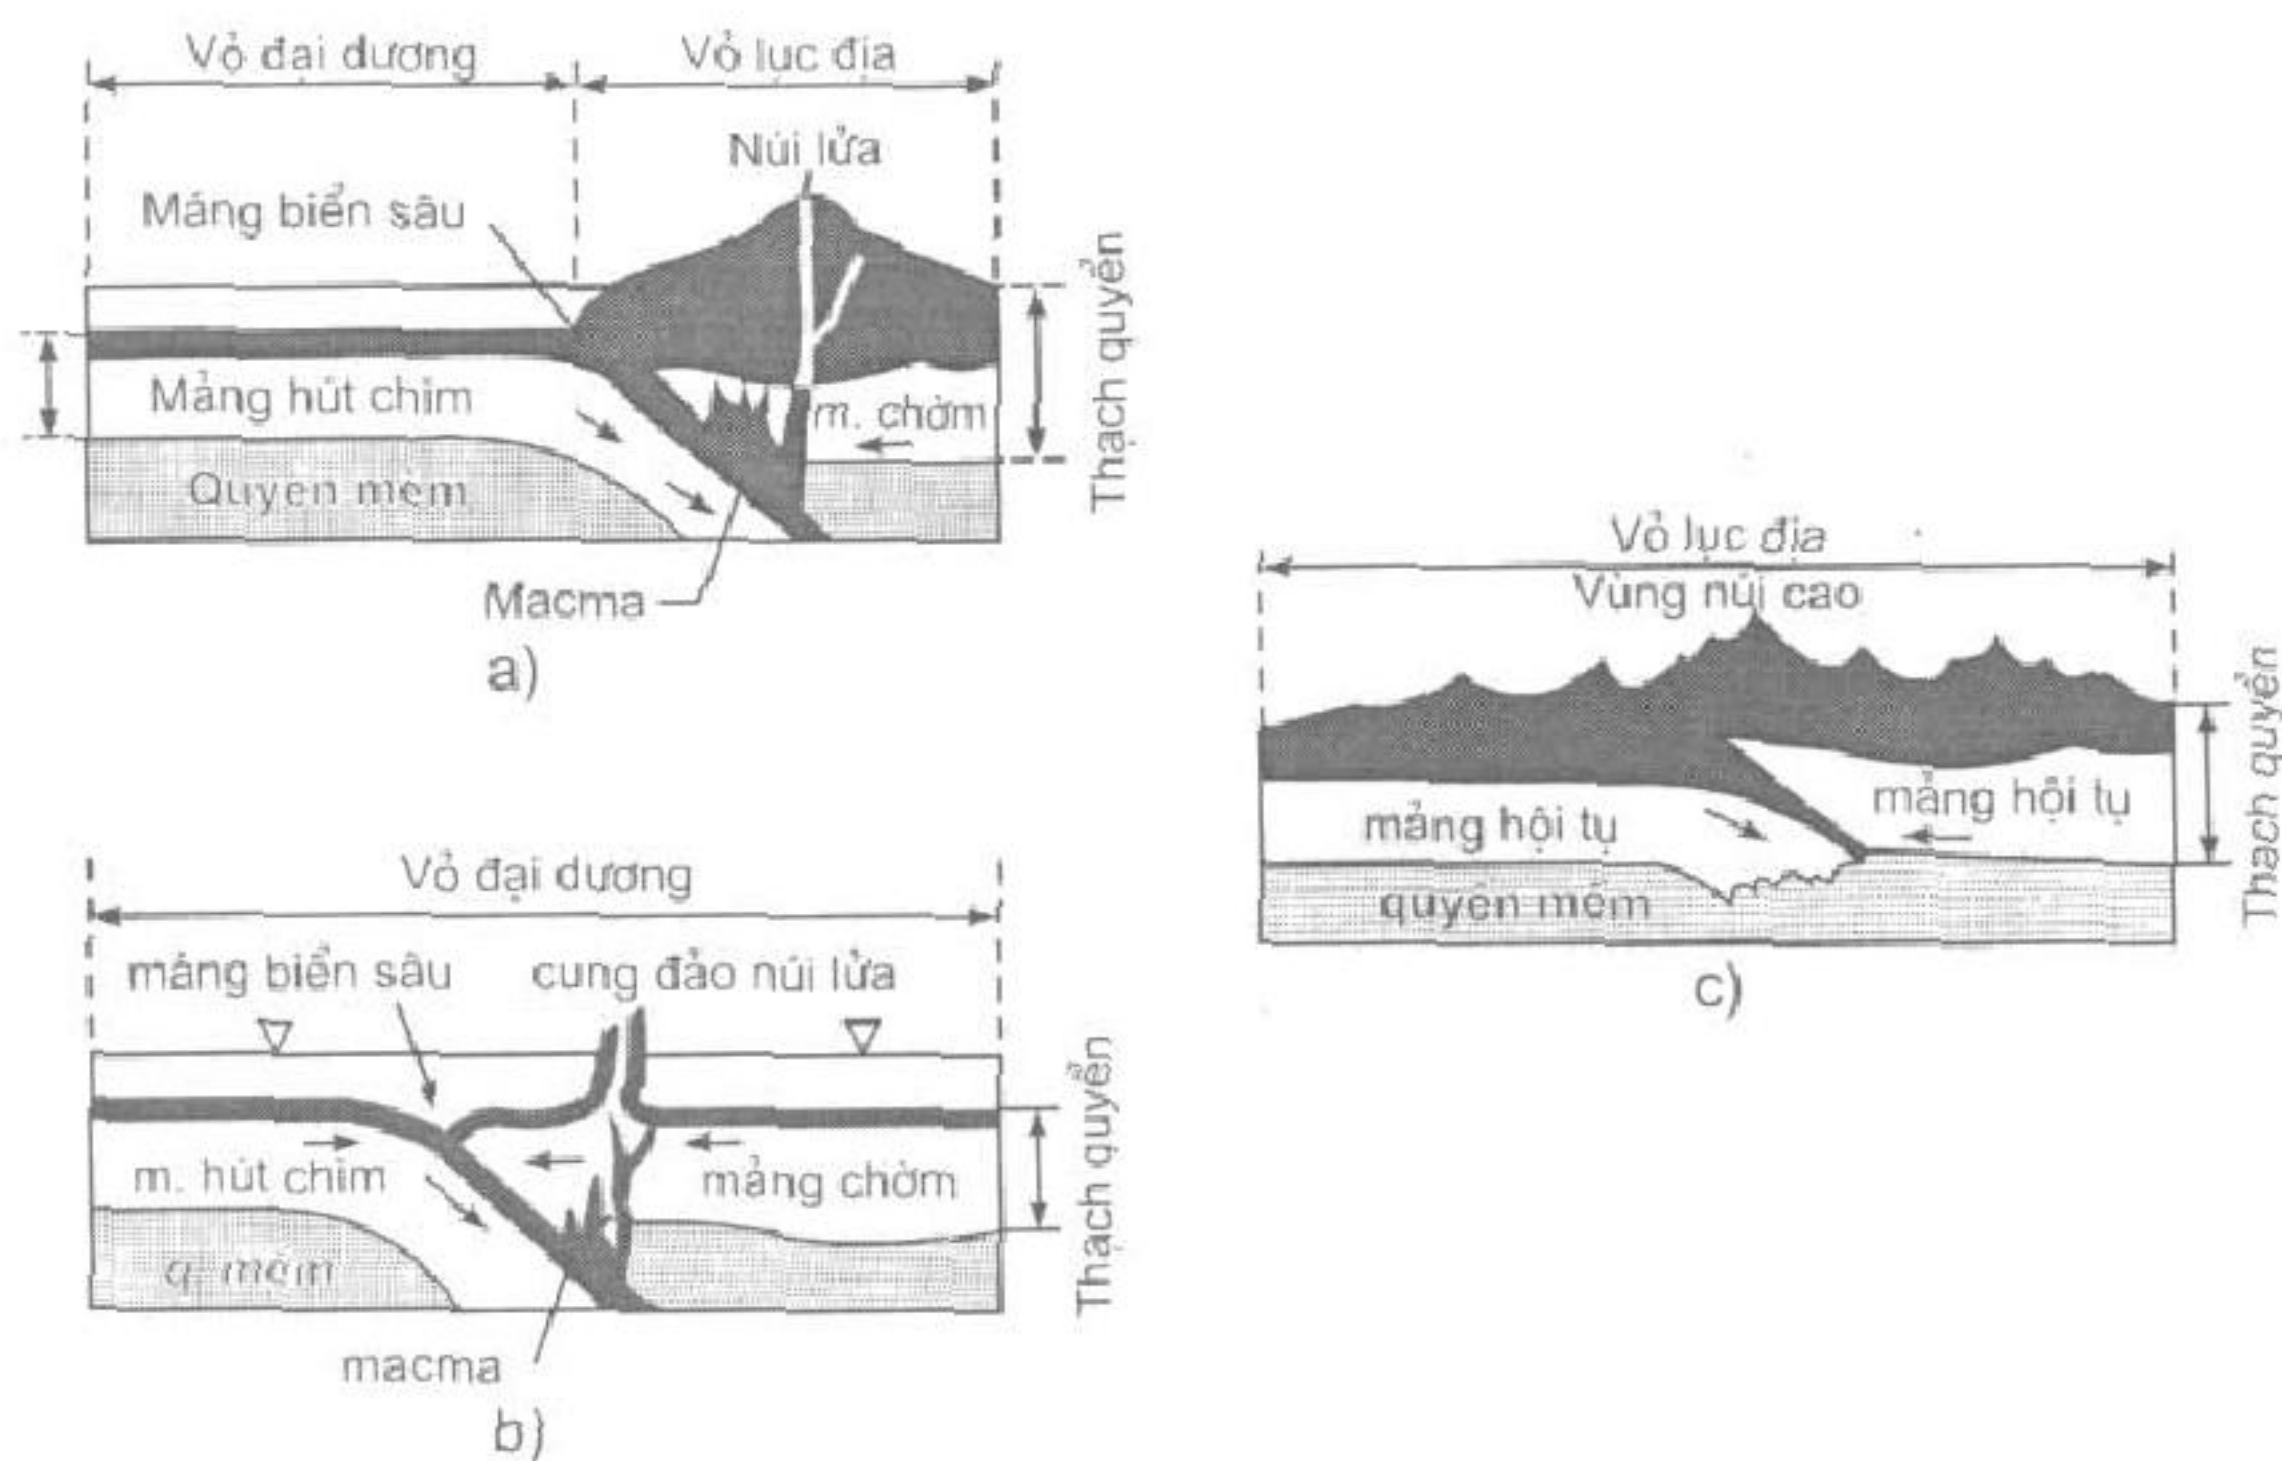 Vỏ đại dương
Vỏ lục địa
Núi lửa
Máng biển sâu
Mảng hút chìm
m. chờm
Quyển mềm
Thạch quyển
Macma
a)
Vỏ đại dương
máng biển sâu
cung đảo núi lửa
m. hút chìm
mảng chờm
q. mềm
Thạch quyển
macma
b)
Vỏ lục địa
Vùng núi cao
mảng hội tụ
mảng hội tụ
quyển mềm
Thạch quyển
c)